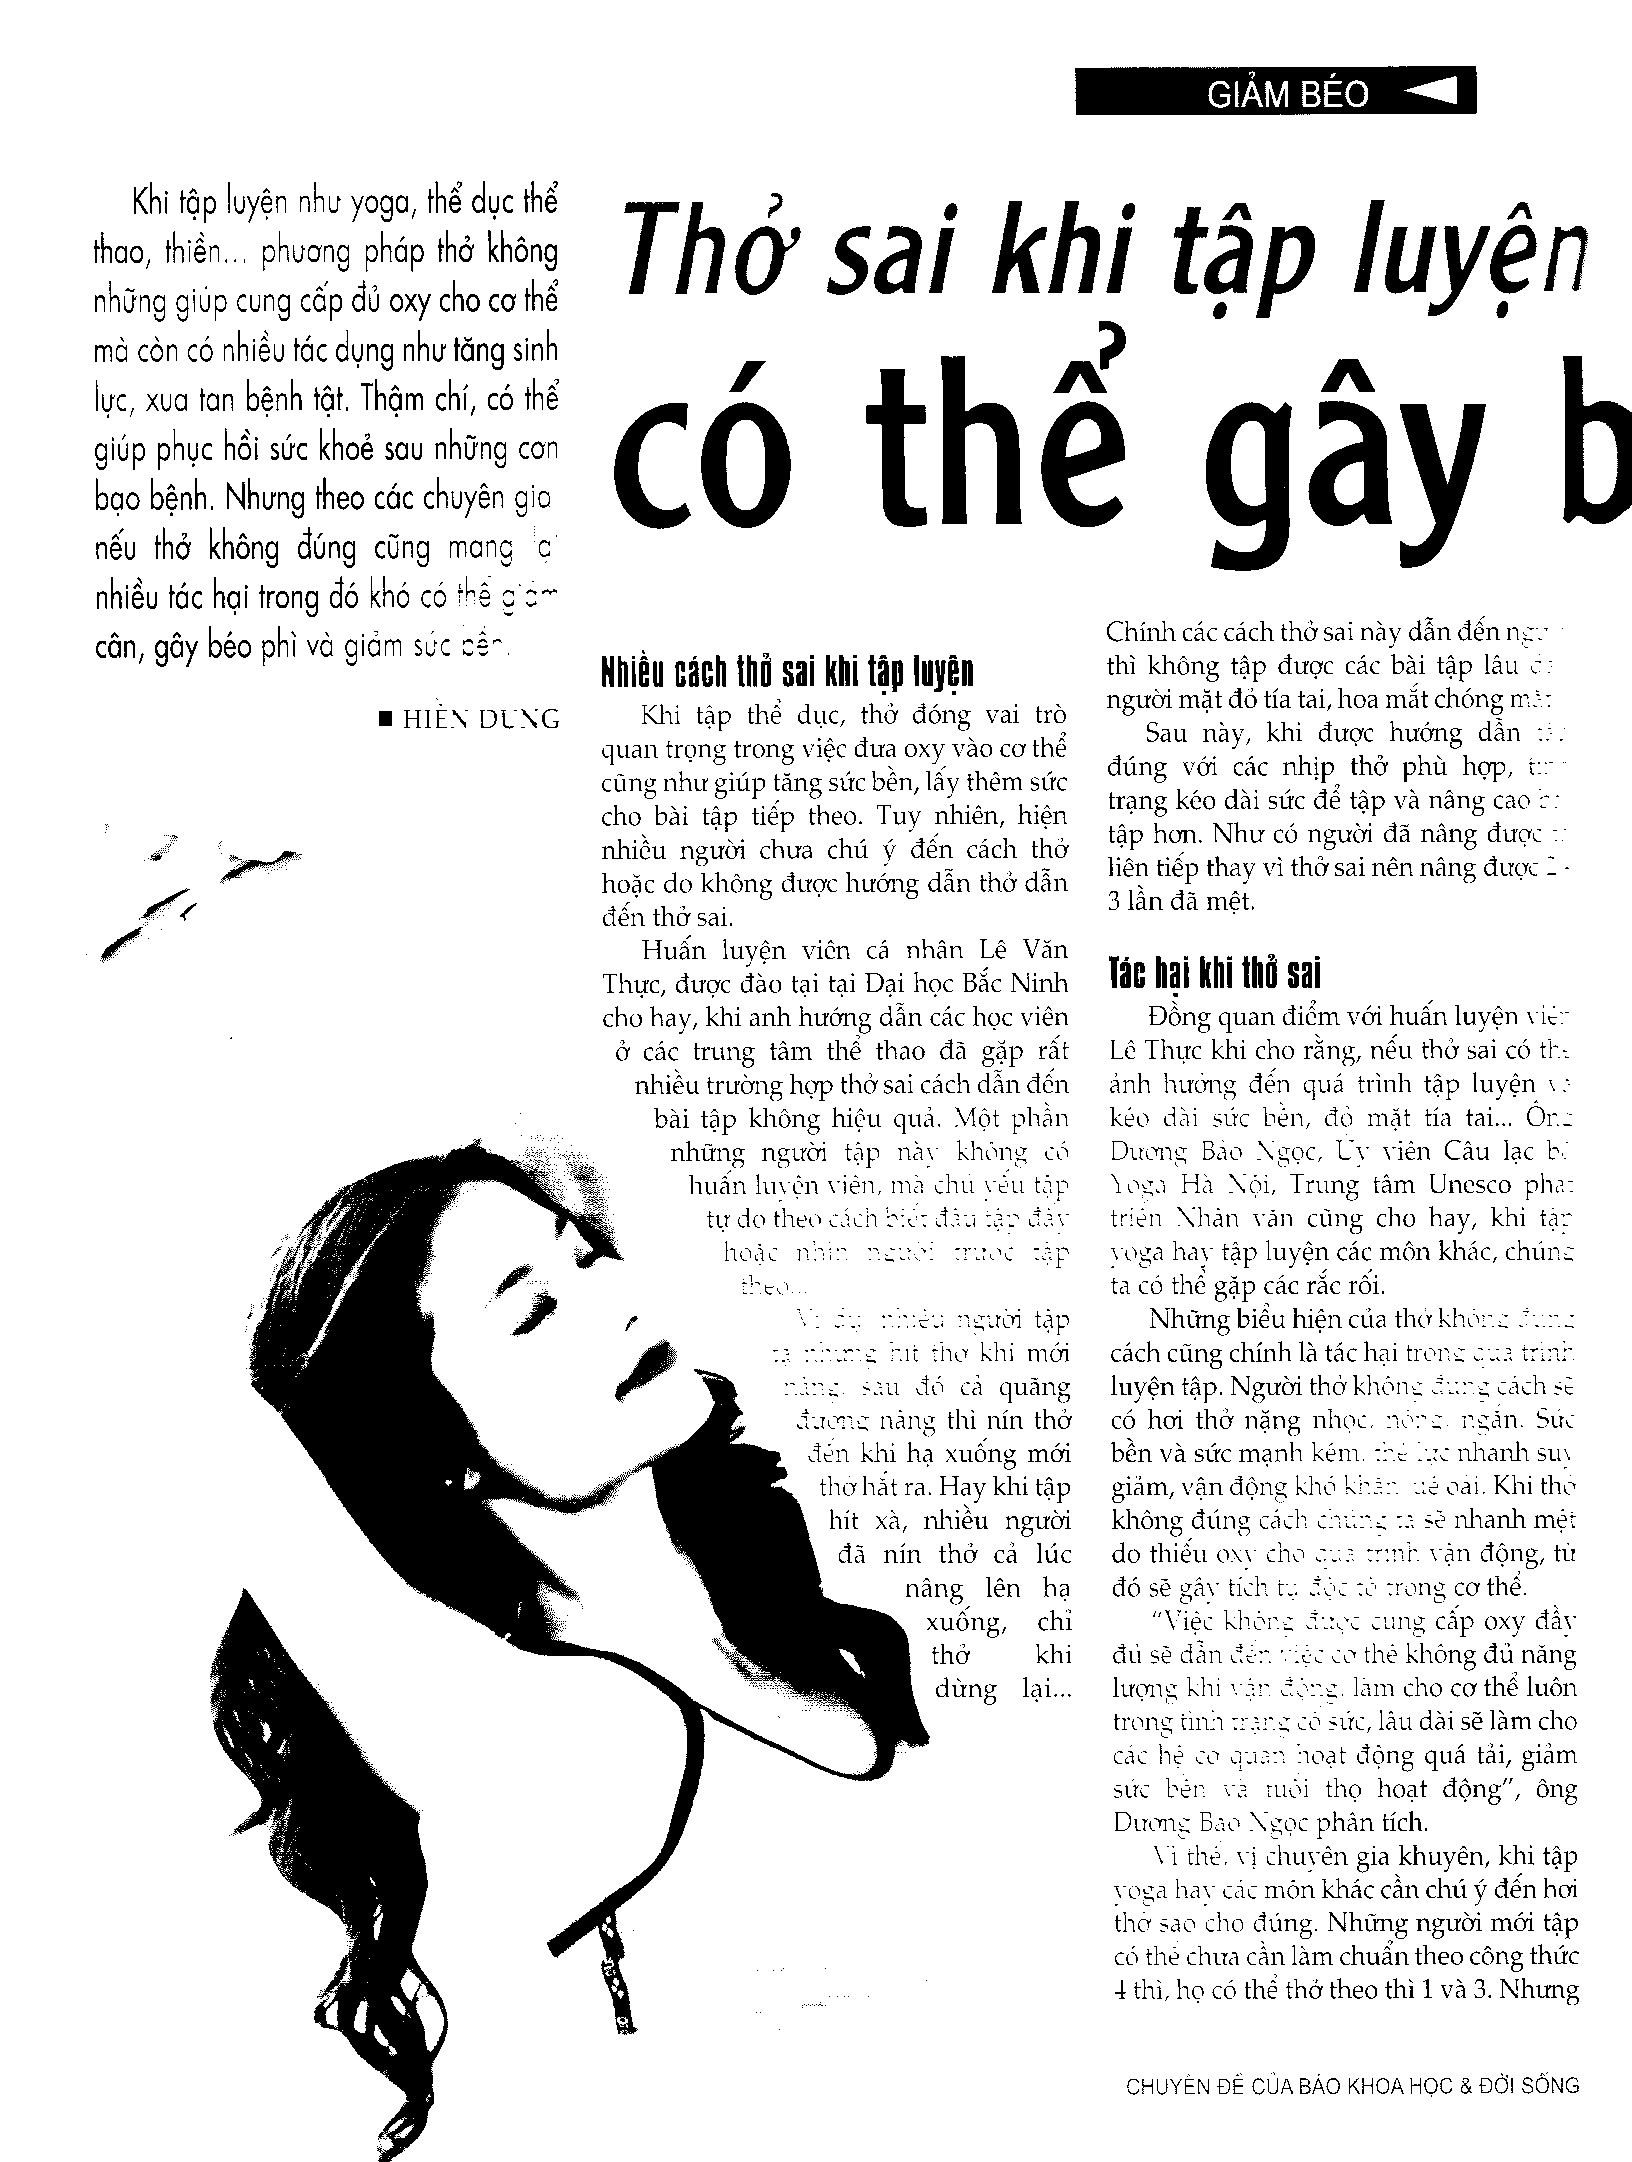 GIẢM BÉO
Khi tập luyện như yoga, thể dục thể
thao, thiền... phương pháp thở không
những giúp cung cấp đủ oxy cho cơ thể
mà còn có nhiều tác dụng như tăng sinh
lực, xua tan bệnh tật. Thậm chí, có thể
giúp phục hồi sức khoẻ sau những cơn
bạo bệnh. Nhưng theo các chuyên gia
nếu thở không đúng cũng mang
nhiều tác hại trong đó khó có thể giảm
cân, gây béo phì và giảm sức bền.
■ HIỀN DUNG
Thở sai khi tập luyện
có thể gây b
Nhiều cách thở sai khi tập luyện
Khi tập thể dục, thở đóng vai trò
quan trọng trong việc đưa oxy vào cơ thể
cũng như giúp tăng sức bền, lấy thêm sức
cho bài tập tiếp theo. Tuy nhiên, hiện
nhiều người chưa chú ý đến cách thở
hoặc do không được hướng dẫn thở dẫn
đến thở sai.
Huấn luyện viên cá nhân Lê Văn
Thực, được đào tại tại Đại học Bắc Ninh
cho hay, khi anh hướng dẫn các học viên
ở các trung tâm thể thao đã gặp rất
nhiều trường hợp thở sai cách dẫn đến
bài tập không hiệu quả. Một phần
những người tập này không có
huấn luyện viên, mà chủ yếu tập
tự do theo cách biết đâu tập đấy
hoặc nhìn người trước tập
theo...
Ví dụ, nhiều người tập
tạ nhưng hít thở khi mới
nâng, sau đó cả quãng
đường nâng thì nín thở
đến khi hạ xuống mới
thở hắt ra. Hay khi tập
hít xà, nhiều người
đã nín thở cả lúc
nâng lên hạ
xuống, chỉ
thở khi
dừng lại...
Chính các cách thở sai này dẫn đến
thì không tập được các bài tập lâu
người mặt đỏ tía tai, hoa mắt chóng mặt
Sau này, khi được hướng dẫn
đúng với các nhịp thở phù hợp,
trạng kéo dài sức để tập và nâng cao
tập hơn. Như có người đã nâng được
liên tiếp thay vì thở sai nên nâng được 2 -
3 lần đã mệt.
Tác hại khi thở sai
Đồng quan điểm với huấn luyện viên
Lê Thực khi cho rằng, nếu thở sai có thể
ảnh hưởng đến quá trình tập luyện và
kéo dài sức bền, đỏ mặt tía tai... Ông
Dương Bảo Ngọc, Ủy viên Câu lạc bộ
Yoga Hà Nội, Trung tâm Unesco phát
triển Nhân văn cũng cho hay, khi tập
yoga hay tập luyện các môn khác, chúng
ta có thể gặp các rắc rối.
Những biểu hiện của thở không đúng
cách cũng chính là tác hại trong quá trình
luyện tập. Người thở không đúng cách sẽ
có hơi thở nặng nhọc, nông, ngắn. Sức
bền và sức mạnh kém, thể lực nhanh suy
giảm, vận động khó khăn, uể oải. Khi thở
không đúng cách chúng ta sẽ nhanh mệt
do thiếu oxy cho quá trình vận động, từ
đó sẽ gây tích tụ độc tố trong cơ thể.
"Việc không được cung cấp oxy đầy
đủ sẽ dẫn đến việc cơ thể không đủ năng
lượng khi vận động, làm cho cơ thể luôn
trong tình trạng cố sức, lâu dài sẽ làm cho
các hệ cơ quan hoạt động quá tải, giảm
sức bền và tuổi thọ hoạt động", ông
Dương Bảo Ngọc phân tích.
Vì thế, vị chuyên gia khuyên, khi tập
yoga hay các môn khác cần chú ý đến hơi
thở sao cho đúng. Những người mới tập
có thể chưa cần làm chuẩn theo công thức
4 thì, họ có thể thở theo thì 1 và 3. Nhưng
CHUYÊN ĐỀ CỦA BÁO KHOA HỌC & ĐỜI SỐNG